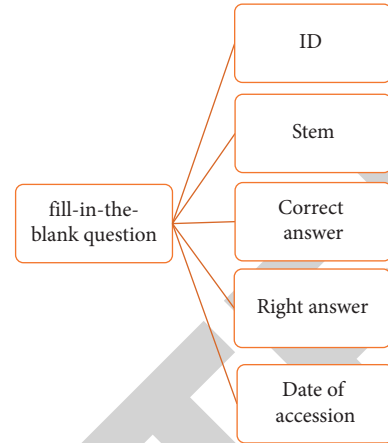 ID
Stem
fill-in-the-
blank question
Correct
answer
Right answer
Date of
accession